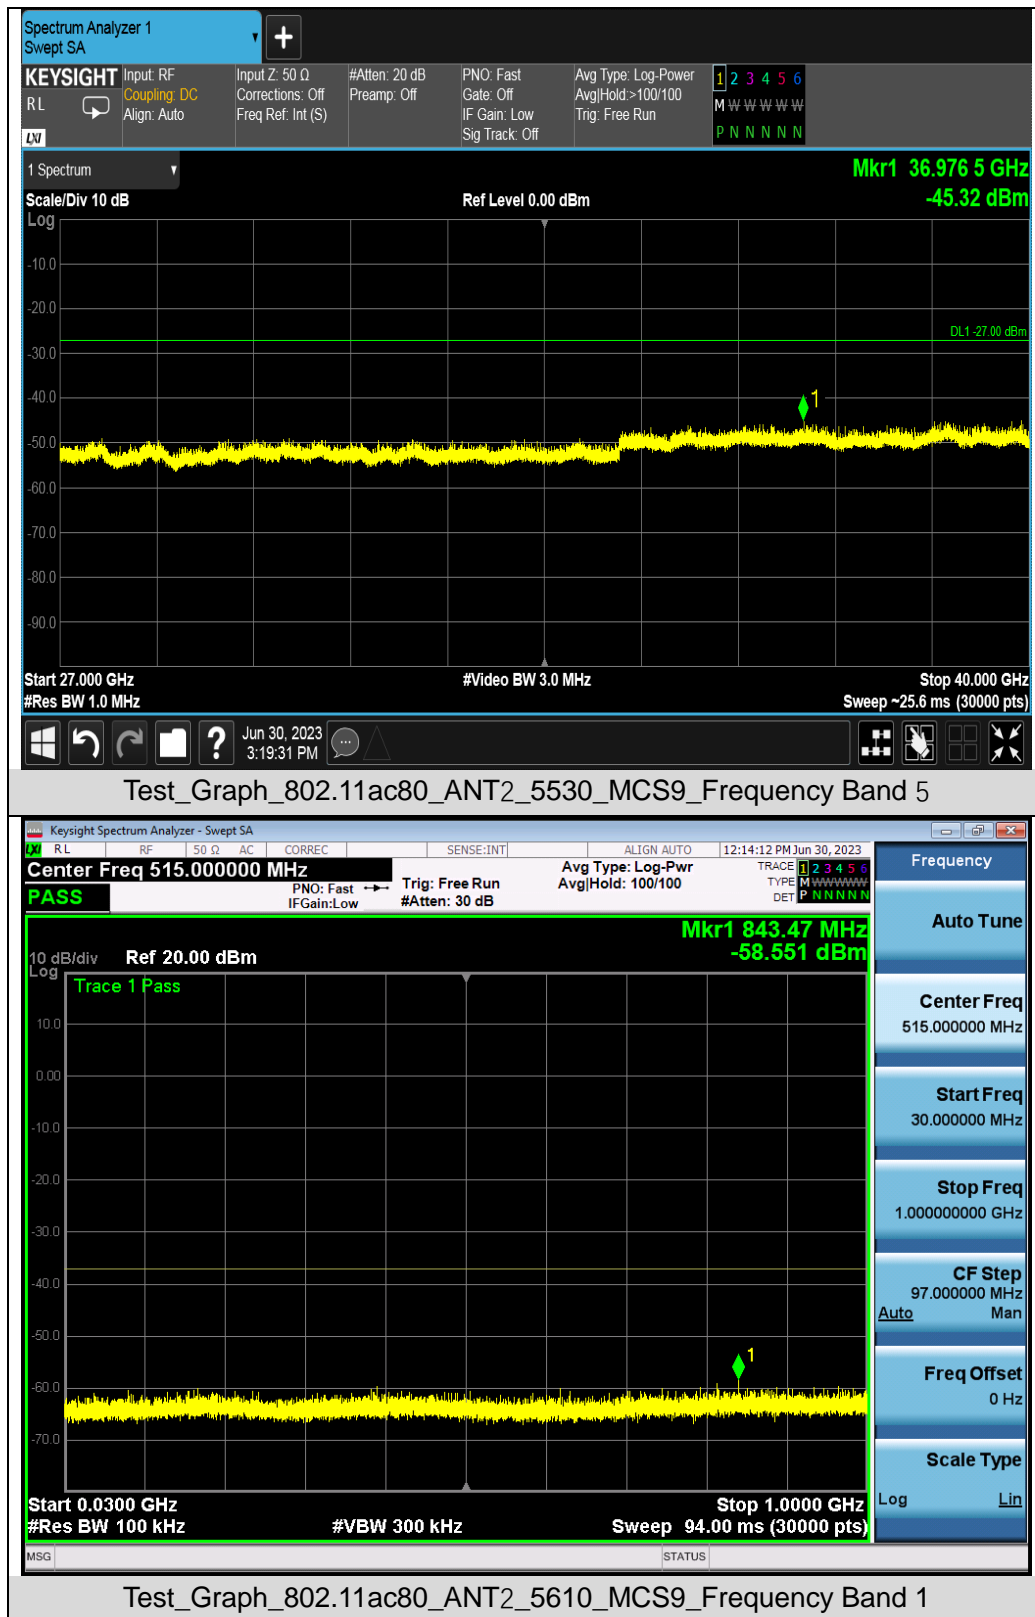 Spectrum Analyzer 1
Swept SA
KEYSIGHT Input: RF Input Z: 50 Ω #Atten: 20 dB PNO: Fast Avg Type: Log-Power 1 2 3 4 5 6
RL Coupling: DC Corrections: Off Preamp: Off Gate: Off Avg|Hold:>100/100 M W W W W W
Align: Auto Freq Ref: Int (S) IF Gain: Low Trig: Free Run
LXI Sig Track: Off P N N N N N
1 Spectrum Mkr1 36.976 5 GHz
Scale/Div 10 dB Ref Level 0.00 dBm -45.32 dBm
Log
-10.0
-20.0
DL1 -27.00 dBm
-30.0
-40.0
1
-50.0
-60.0
-70.0
-80.0
-90.0
Start 27.000 GHz #Video BW 3.0 MHz Stop 40.000 GHz
#Res BW 1.0 MHz Sweep ~25.6 ms (30000 pts)
? Jun 30, 2023
3:19:31 PM
Test_Graph_802.11ac80_ANT2_5530_MCS9_Frequency Band 5
Keysight Spectrum Analyzer - Swept SA
LXI RL RF 50 Ω AC CORREC SENSE:INT ALIGN AUTO 12:14:12 PM Jun 30, 2023
Center Freq 515.000000 MHz Avg Type: Log-Pwr TRACE 1 2 3 4 5 6
PASS PNO: Fast Trig: Free Run Avg|Hold: 100/100 TYPE M W W W W W
IFGain:Low #Atten: 30 dB DET P N N N N N
Mkr1 843.47 MHz
10 dB/div Ref 20.00 dBm -58.551 dBm
Log
Trace 1 Pass
10.0
0.00
-10.0
-20.0
-30.0
-40.0
-50.0
1
-60.0
-70.0
Start 0.0300 GHz Stop 1.0000 GHz
#Res BW 100 kHz #VBW 300 kHz Sweep 94.00 ms (30000 pts)
MSG STATUS
Frequency
Auto Tune
Center Freq
515.000000 MHz
Start Freq
30.000000 MHz
Stop Freq
1.000000000 GHz
CF Step
97.000000 MHz
Auto Man
Freq Offset
0 Hz
Scale Type
Log Lin
Test_Graph_802.11ac80_ANT2_5610_MCS9_Frequency Band 1